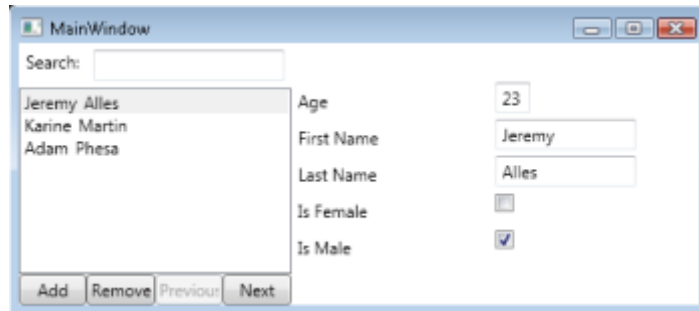 MainWindow
Search:
Jeremy Alles
Karine Martin
Adam Phesa
Age 23
First Name Jeremy
Last Name Alles
Is Female
Is Male
Add Remove Previous Next